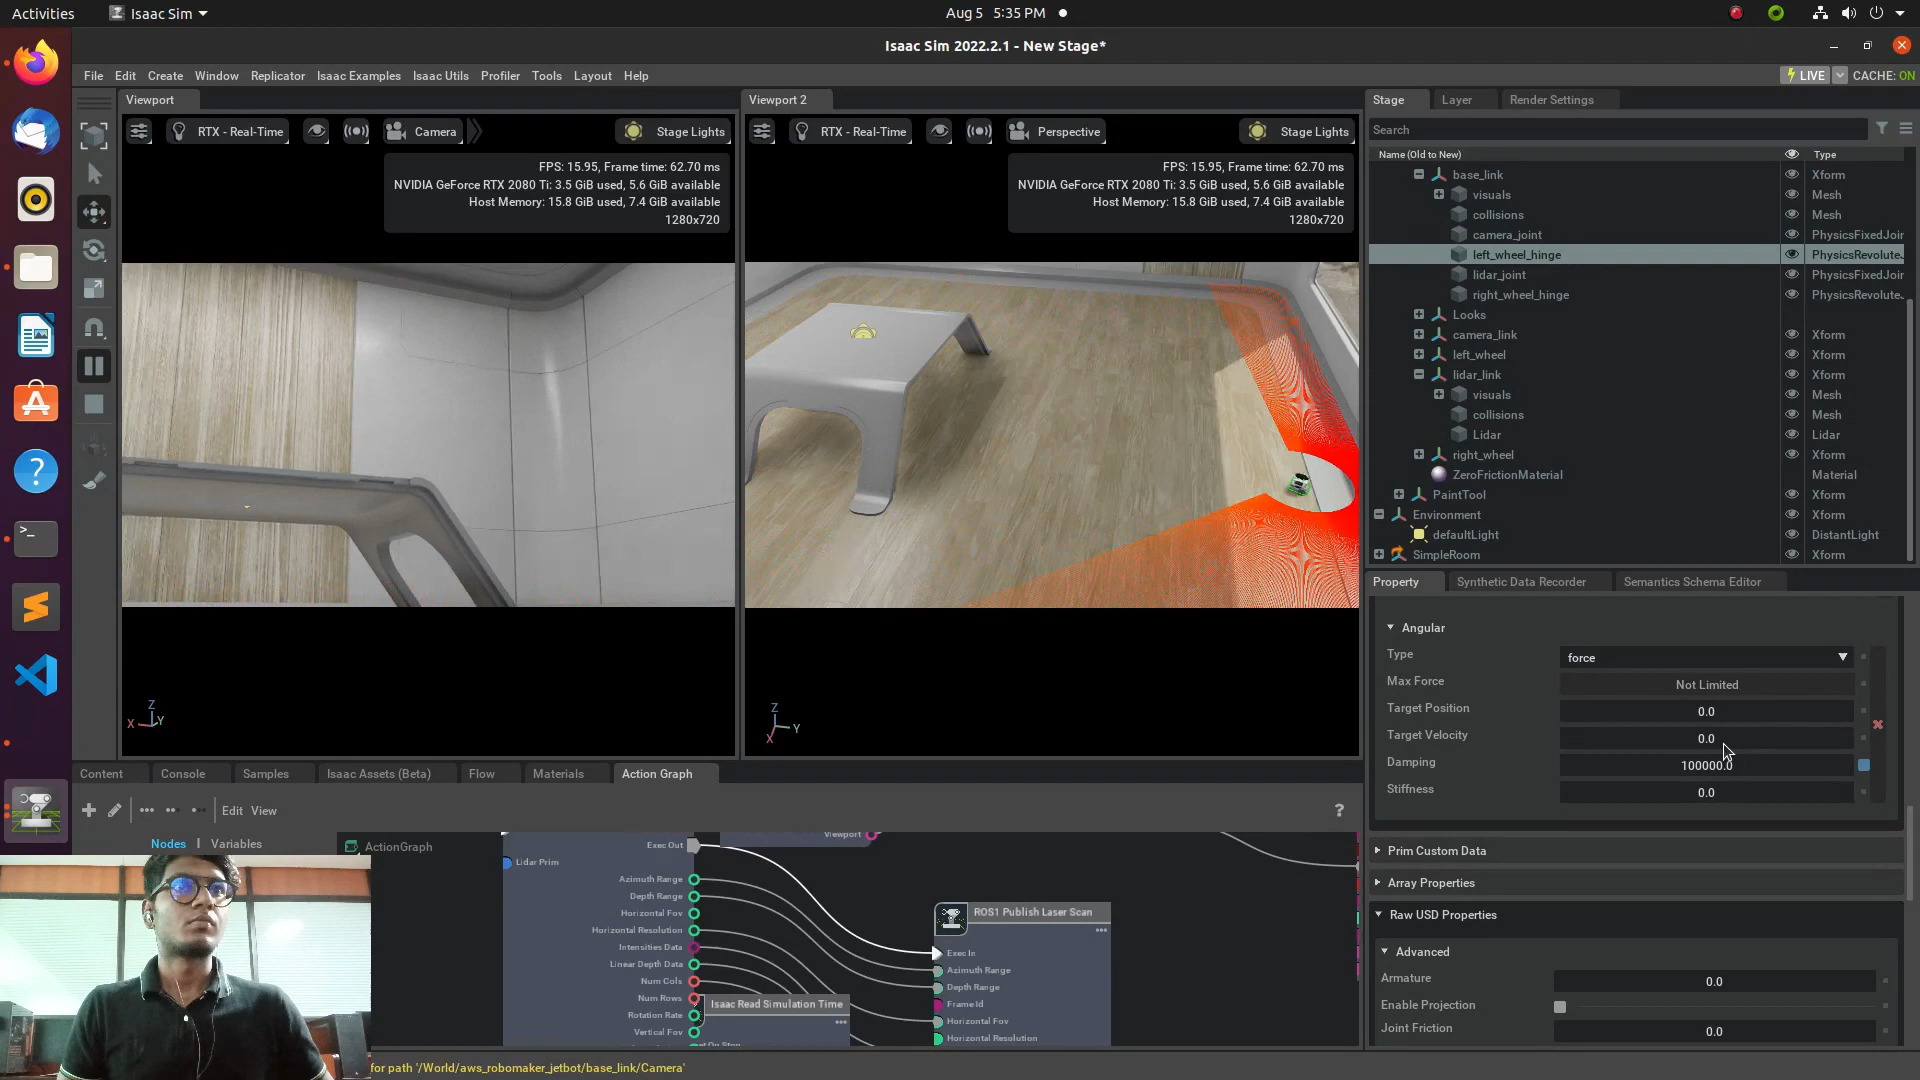 Activities
Isaac Sim
Aug 5 5:35 PM
Isaac Sim 2022.2.1 - New Stage*
File Edit Create Window Replicator Isaac Examples Isaac Utils Profiler Tools Layout Help
LIVE
CACHE: ON
Viewport
Viewport 2
Stage
Layer
Render Settings
RTX - Real-Time
Camera
Stage Lights
RTX - Real-Time
Perspective
Stage Lights
Search
FPS: 15.95, Frame time: 62.70 ms
NVIDIA GeForce RTX 2080 Ti: 3.5 GiB used, 5.6 GiB available
Host Memory: 15.8 GiB used, 7.4 GiB available
1280x720
FPS: 15.95, Frame time: 62.70 ms
NVIDIA GeForce RTX 2080 Ti: 3.5 GiB used, 5.6 GiB available
Host Memory: 15.8 GiB used, 7.4 GiB available
1280x720
Name (Old to New) Type
base_link Xform
visuals Mesh
collisions Mesh
camera_joint PhysicsFixedJoir
left_wheel_hinge PhysicsRevolute.
lidar_joint PhysicsFixedJoir
right_wheel_hinge PhysicsRevolute.
Looks
camera_link Xform
left_wheel Xform
lidar_link Xform
visuals Mesh
collisions Mesh
Lidar Lidar
right_wheel Xform
ZeroFrictionMaterial Material
PaintTool Xform
Environment Xform
defaultLight DistantLight
SimpleRoom Xform
Z
X Y
Z
X Y
Property
Synthetic Data Recorder
Semantics Schema Editor
Angular
Type force
Max Force Not Limited
Target Position 0.0
Target Velocity 0.0
Damping 100000.0
Stiffness 0.0
Prim Custom Data
Array Properties
Raw USD Properties
Advanced
Armature 0.0
Enable Projection
Joint Friction 0.0
Content
Console
Samples
Isaac Assets (Beta)
Flow
Materials
Action Graph
Edit View
?
Nodes
Variables
ActionGraph
Viewport
Exec Out
Lidar Prim
Azimuth Range
Depth Range
Horizontal Fov
Horizontal Resolution
Intensities Data
Linear Depth Data
Num Cols
Num Rows
Rotation Rate
Vertical Fov
Isaac Read Simulation Time
ROS1 Publish Laser Scan
Exec In
Azimuth Range
Depth Range
Frame Id
Horizontal Fov
Horizontal Resolution
for path '/World/aws_robomaker_jetbot/base_link/Camera'